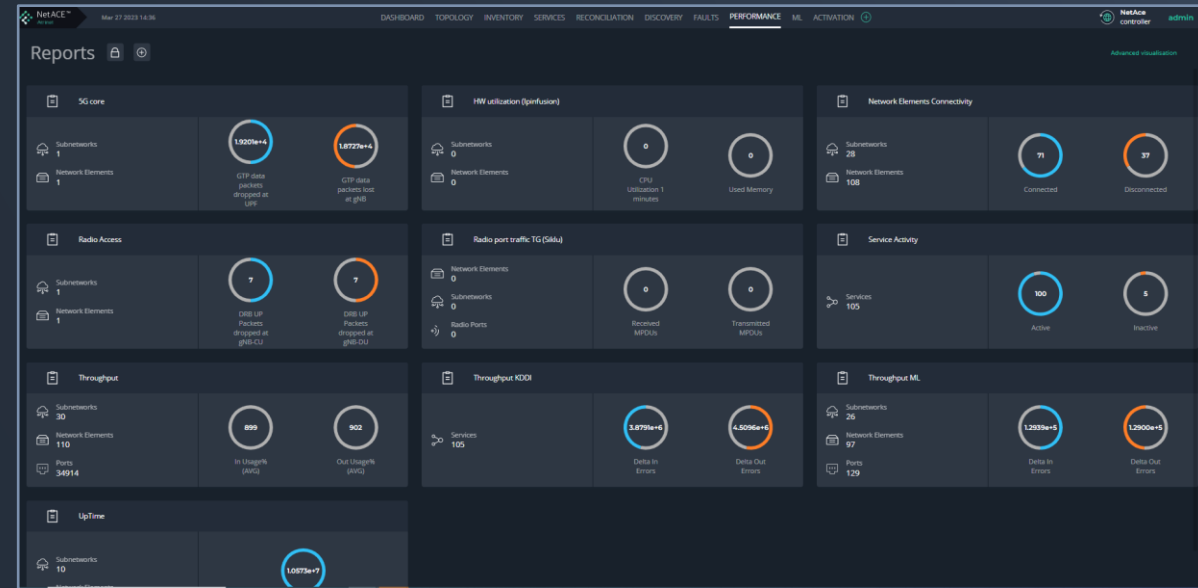 NetACE™
Mar 27 2023 14:36
DASHBOARD TOPOLOGY INVENTORY SERVICES RECONCILIATION DISCOVERY FAULTS PERFORMANCE ML ACTIVATION
NetAce
controller
admin
Reports
Advanced visualisation
5G core
Subnetworks
1
Network Elements
1
1.9201e+4
GTP data
packets
dropped at
UPF
1.8727e+4
GTP data
packets lost
at gNB
HW utilization (Ipinfusion)
Subnetworks
0
Network Elements
0
0
CPU
Utilization 1
minutes
0
Used Memory
Network Elements Connectivity
Subnetworks
28
Network Elements
108
71
Connected
37
Disconnected
Radio Access
Subnetworks
1
Network Elements
1
7
DRB UP
Packets
dropped at
gNB-CU
7
DRB UP
Packets
dropped at
gNB-DU
Radio port traffic TG (Siklu)
Network Elements
0
Subnetworks
0
Radio Ports
0
0
Received
MPDUs
0
Transmitted
MPDUs
Service Activity
Services
105
100
Active
5
Inactive
Throughput
Subnetworks
30
Network Elements
110
Ports
34914
899
In Usage%
(AVG)
902
Out Usage%
(AVG)
Throughput KDDI
Services
105
3.8791e+6
Delta In
Errors
4.5096e+6
Delta Out
Errors
Throughput ML
Subnetworks
26
Network Elements
97
Ports
129
1.2939e+5
Delta In
Errors
1.2900e+5
Delta Out
Errors
UpTime
Subnetworks
10
Network Elements
1.0573e+7